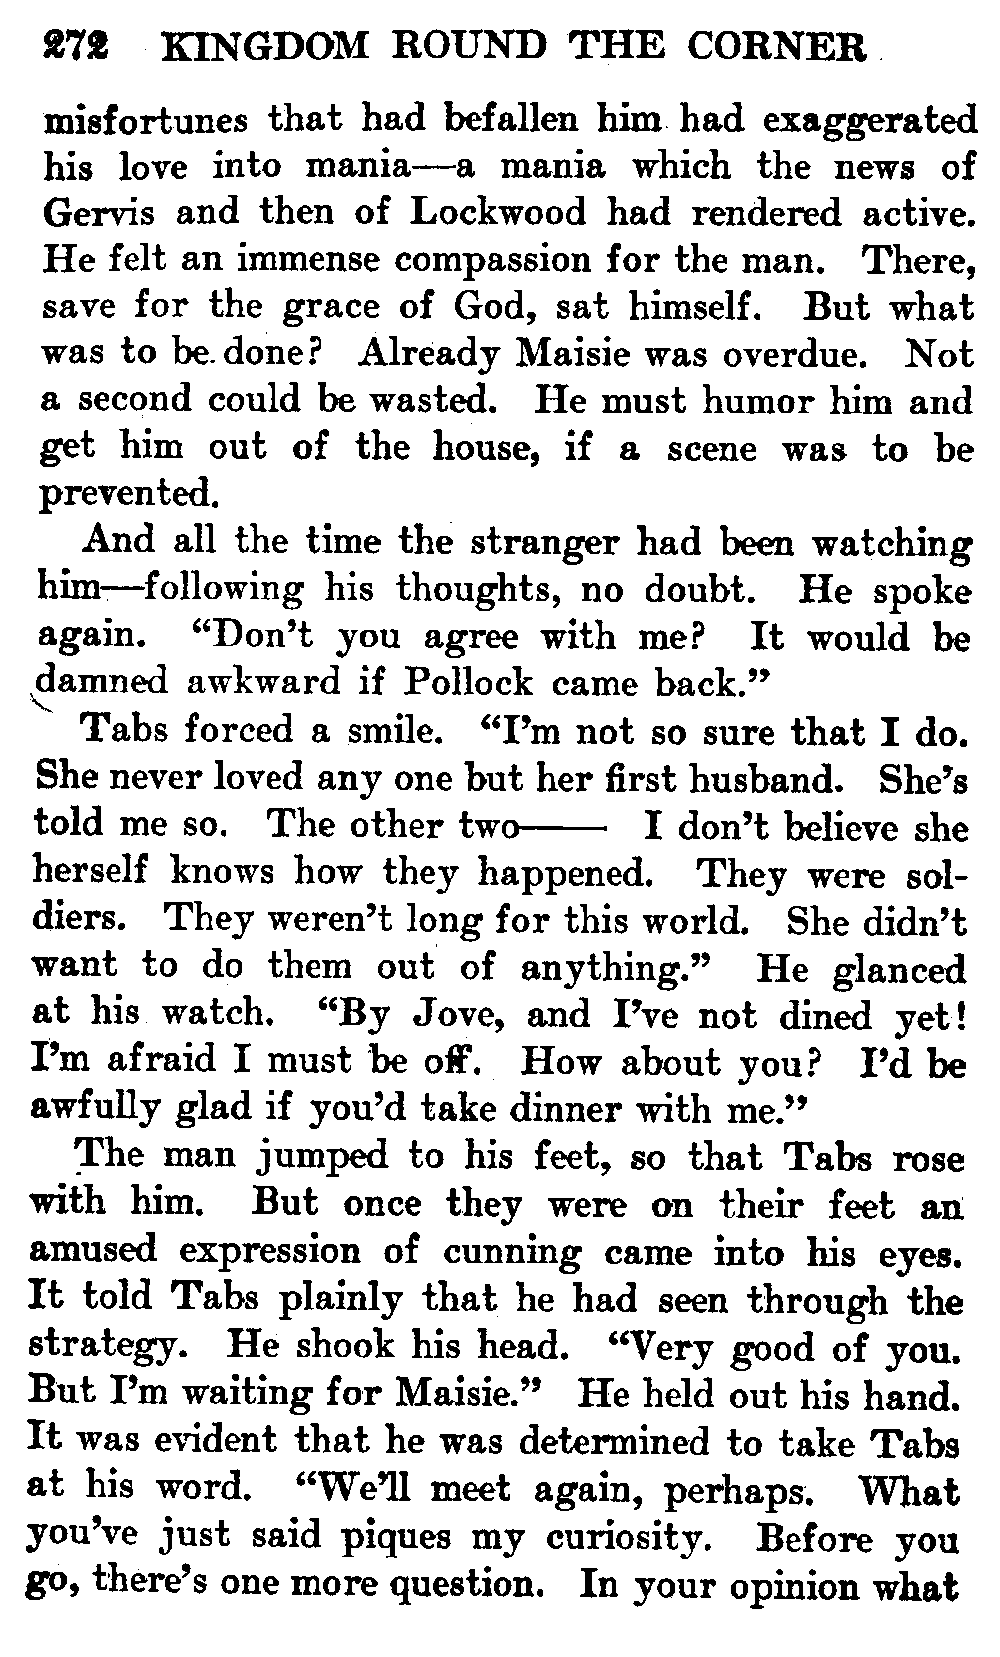 272 KINGDOM ROUND THE CORNER
misfortunes that had befallen him had exaggerated
his love into mania—a mania which the news of
Gervis and then of Lockwood had rendered active.
He felt an immense compassion for the man. There,
save for the grace of God, sat himself. But what
was to be done? Already Maisie was overdue. Not
a second could be wasted. He must humor him and
get him out of the house, if a scene was to be
prevented.
And all the time the stranger had been watching
him—following his thoughts, no doubt. He spoke
again. “Don’t you agree with me? It would be
damned awkward if Pollock came back.”
Tabs forced a smile. “I’m not so sure that I do.
She never loved any one but her first husband. She’s
told me so. The other two—— I don’t believe she
herself knows how they happened. They were sol-
diers. They weren’t long for this world. She didn’t
want to do them out of anything.” He glanced
at his watch. “By Jove, and I’ve not dined yet!
I’m afraid I must be off. How about you? I’d be
awfully glad if you’d take dinner with me.”
The man jumped to his feet, so that Tabs rose
with him. But once they were on their feet an
amused expression of cunning came into his eyes.
It told Tabs plainly that he had seen through the
strategy. He shook his head. “Very good of you.
But I’m waiting for Maisie.” He held out his hand.
It was evident that he was determined to take Tabs
at his word. “We’ll meet again, perhaps. What
you’ve just said piques my curiosity. Before you
go, there’s one more question. In your opinion what